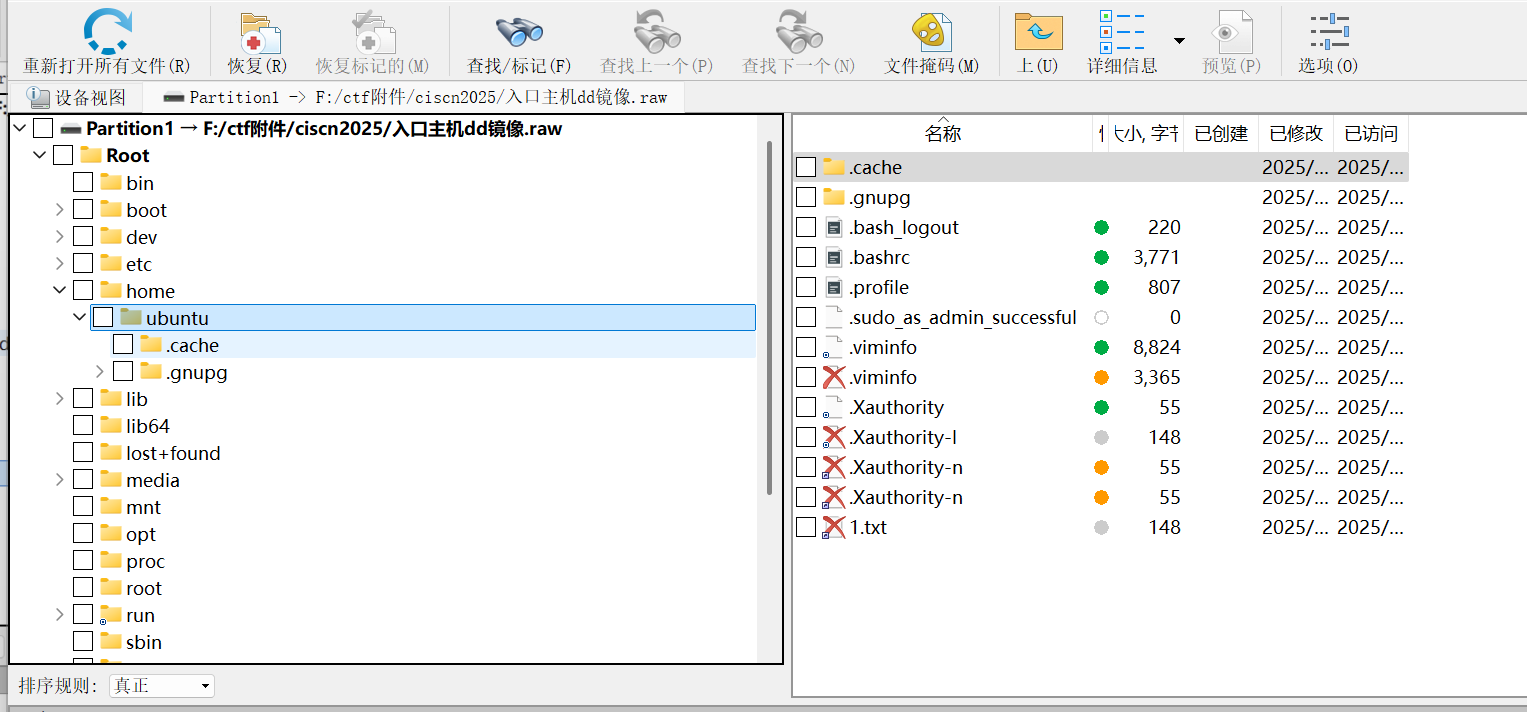 重新打开所有文件(R)
恢复(R)
恢复标记的(M)
查找/标记(F)
查找上一个(P)
查找下一个(N)
文件掩码(M)
上(U)
详细信息
预览(P)
选项(O)
设备视图
Partition1 -> F:/ctf附件/ciscn2025/入口主机dd镜像.raw
Partition1 → F:/ctf附件/ciscn2025/入口主机dd镜像.raw
Root
bin
boot
dev
etc
home
ubuntu
.cache
.gnupg
lib
lib64
lost+found
media
mnt
opt
proc
root
run
sbin
排序规则: 真正
名称 大小, 字节 已创建 已修改 已访问
.cache 2025/... 2025/...
.gnupg 2025/... 2025/...
.bash_logout 220 2025/... 2025/...
.bashrc 3,771 2025/... 2025/...
.profile 807 2025/... 2025/...
.sudo_as_admin_successful 0 2025/... 2025/...
.viminfo 8,824 2025/... 2025/...
.viminfo 3,365 2025/... 2025/...
.Xauthority 55 2025/... 2025/...
.Xauthority-l 148 2025/... 2025/...
.Xauthority-n 55 2025/... 2025/...
.Xauthority-n 55 2025/... 2025/...
1.txt 148 2025/... 2025/...